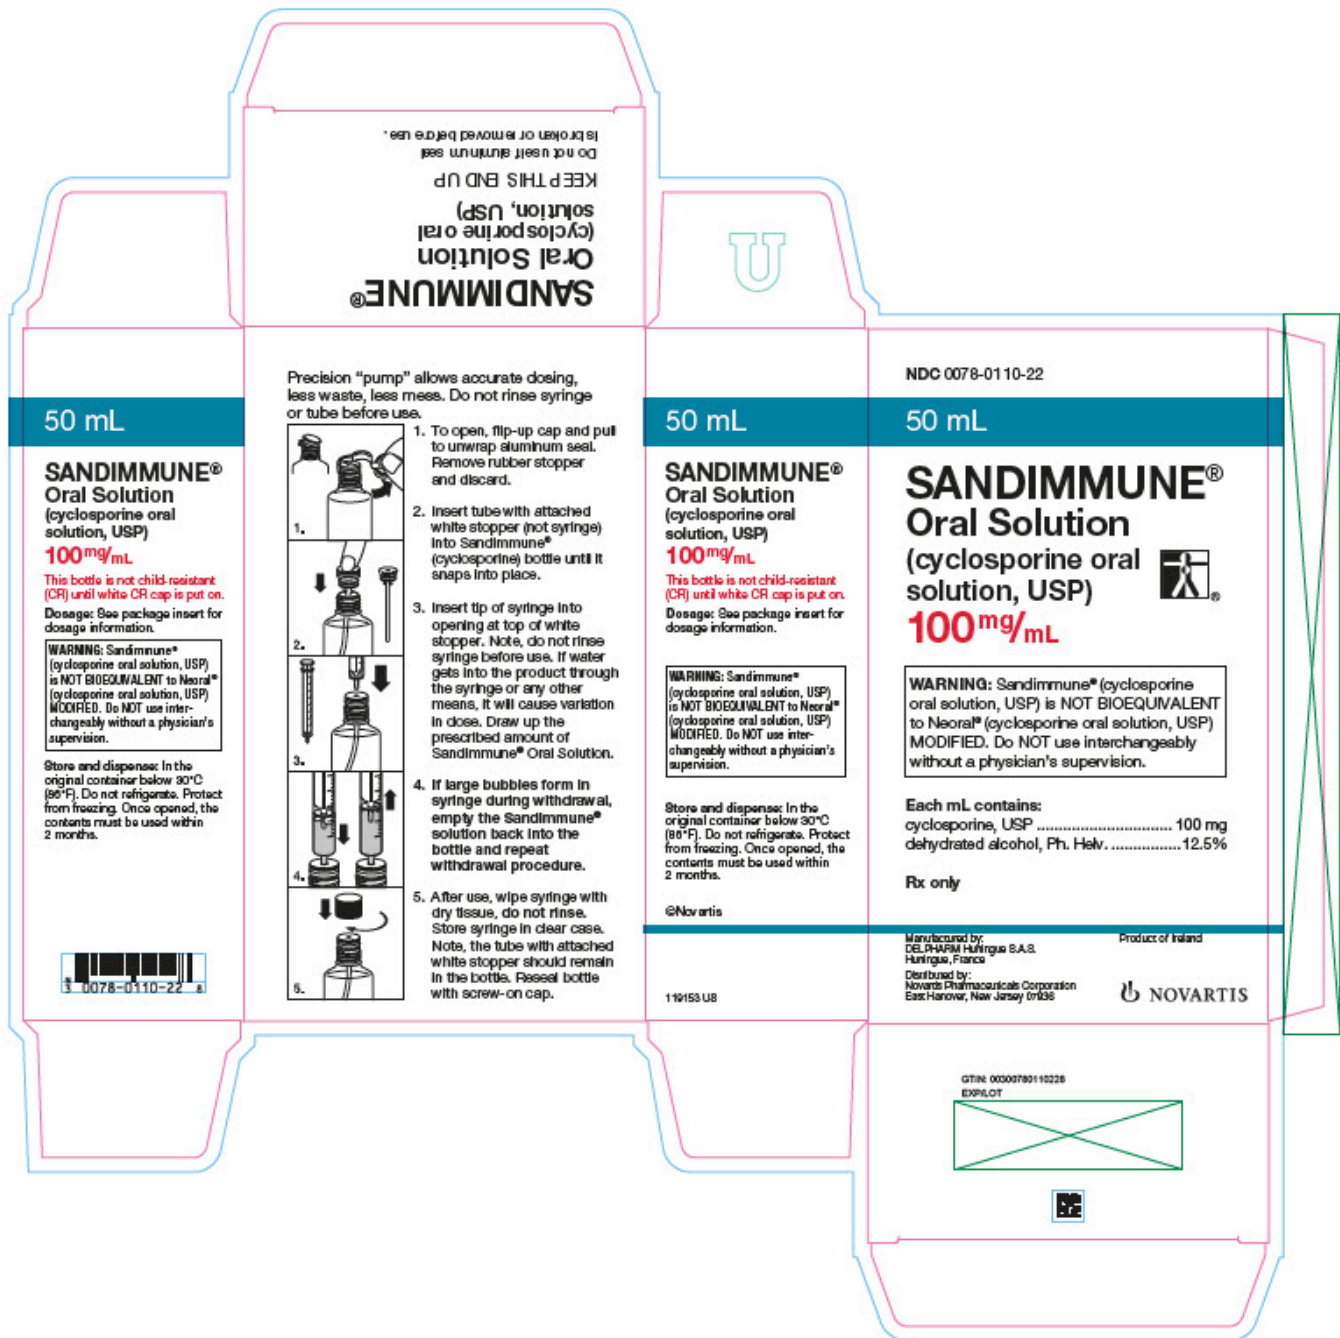 Is broken or removed before use.
Do not use if aluminum seal
KEEP THIS END UP
solution, USP)
(cyclosporine oral
Oral Solution
SANDIMMUNE®
U
50 mL
SANDIMMUNE®
Oral Solution
(cyclosporine oral
solution, USP)
100 mg/mL
This bottle is not child-resistant
(CR) until white CR cap is put on.
Dosage: See package insert for
dosage information.
WARNING: Sandimmune®
(cyclosporine oral solution, USP)
is NOT BIOEQUIVALENT to Neoral®
(cyclosporine oral solution, USP)
MODIFIED. Do NOT use inter-
changeably without a physician's
supervision.
Store and dispense: In the
original container below 30°C
(86°F). Do not refrigerate. Protect
from freezing. Once opened, the
contents must be used within
2 months.
N
3 0078-0110-22 8
Precision "pump" allows accurate dosing,
less waste, less mess. Do not rinse syringe
or tube before use.
1.
2.
3.
4.
5.
1. To open, flip-up cap and pull
to unwrap aluminum seal.
Remove rubber stopper
and discard.
2. Insert tube with attached
white stopper (not syringe)
into Sandimmune®
(cyclosporine) bottle until it
snaps into place.
3. Insert tip of syringe into
opening at top of white
stopper. Note, do not rinse
syringe before use. If water
gets into the product through
the syringe or any other
means, it will cause variation
in dose. Draw up the
prescribed amount of
Sandimmune® Oral Solution.
4. If large bubbles form in
syringe during withdrawal,
empty the Sandimmune®
solution back into the
bottle and repeat
withdrawal procedure.
5. After use, wipe syringe with
dry tissue, do not rinse.
Store syringe in clear case.
Note, the tube with attached
white stopper should remain
in the bottle. Reseal bottle
with screw-on cap.
50 mL
SANDIMMUNE®
Oral Solution
(cyclosporine oral
solution, USP)
100 mg/mL
This bottle is not child-resistant
(CR) until white CR cap is put on.
Dosage: See package insert for
dosage information.
WARNING: Sandimmune®
(cyclosporine oral solution, USP)
is NOT BIOEQUIVALENT to Neoral®
(cyclosporine oral solution, USP)
MODIFIED. Do NOT use inter-
changeably without a physician's
supervision.
Store and dispense: In the
original container below 30°C
(86°F). Do not refrigerate. Protect
from freezing. Once opened, the
contents must be used within
2 months.
©Novartis
119153 US
NDC 0078-0110-22
50 mL
SANDIMMUNE®
Oral Solution
(cyclosporine oral
solution, USP)
®
100 mg/mL
WARNING: Sandimmune® (cyclosporine
oral solution, USP) is NOT BIOEQUIVALENT
to Neoral® (cyclosporine oral solution, USP)
MODIFIED. Do NOT use interchangeably
without a physician's supervision.
Each mL contains:
cyclosporine, USP .................................. 100 mg
dehydrated alcohol, Ph. Helv. ................. 12.5%
Rx only
Manufactured by:
DELPHARM Huningue S.A.S.
Huningue, France
Product of Ireland
Distributed by:
Novartis Pharmaceuticals Corporation
East Hanover, New Jersey 07936
NOVARTIS
GTIN: 00300780110228
EXP/LOT